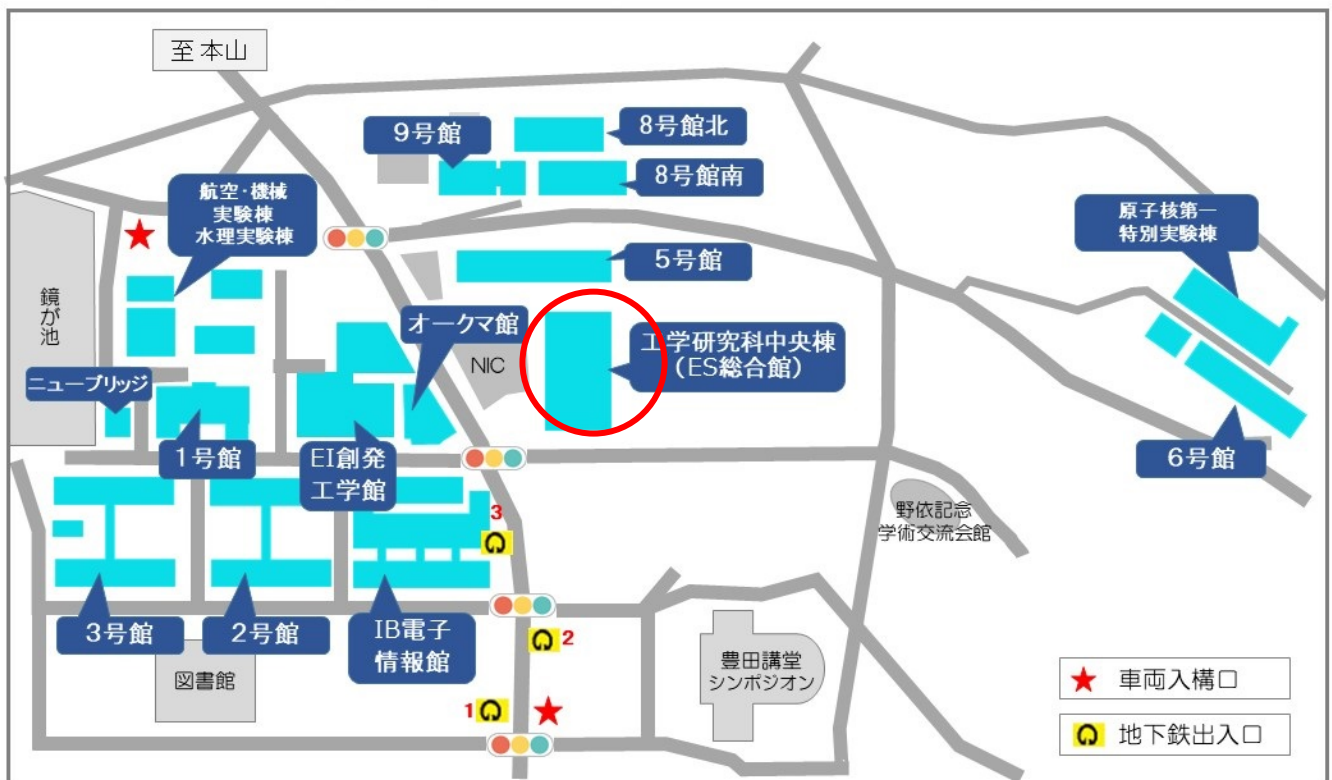 至 本山
9号館
8号館北
8号館南
航空・機械
実験棟
水理実験棟
原子核第一
特別実験棟
5号館
鏡が池
オークマ館
NIC
工学研究科中央棟
(ES総合館)
ニューブリッジ
1号館
EI創発
工学館
6号館
3
野依記念
学術交流会館
3号館
2号館
IB電子
情報館
2
図書館
豊田講堂
シンポジオン
1
車両入構口
地下鉄出入口